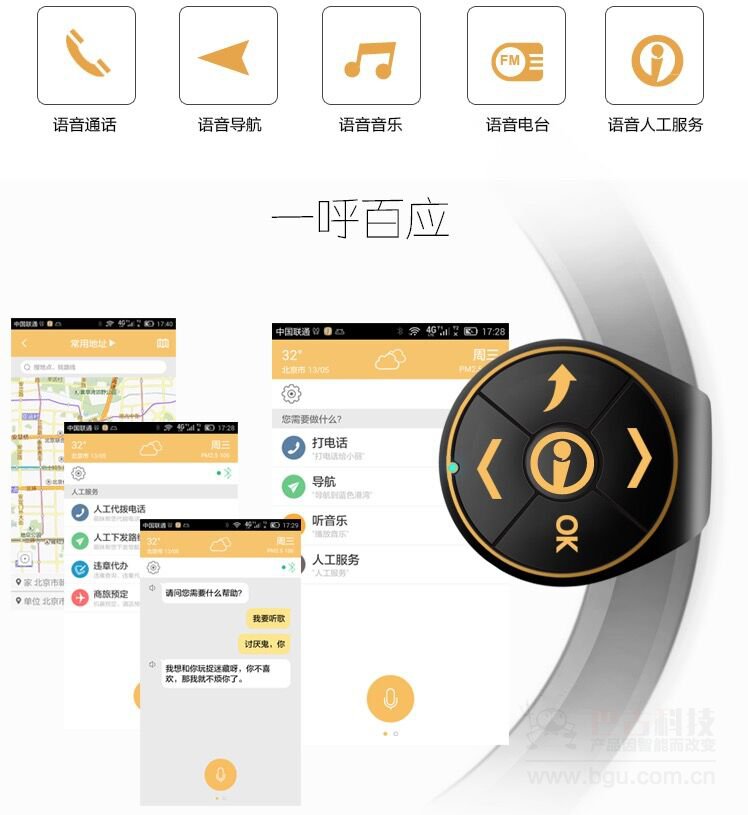 FM
语音通话
语音导航
语音音乐
语音电台
语音人工服务
一呼百应
中国联通 4G 17:40
常用地址
搜地点、找路线
家 北京市
单位 北京市
中国联通 4G 17:28
32°
周三
北京市 13/05
PM2.5 106
人工服务
人工代拨电话
人工下发路
违章代办
商旅预定
中国联通 4G 17:29
32°
周三
北京市 13/05
PM2.5 106
请问您需要什么帮助?
我要听歌
讨厌鬼，你
我想和你玩捉迷藏呀，你不喜
欢，那我就不烦你了。
中国联通 4G 17:28
32°
周三
北京市 13/05
PM2.5
您需要做什么?
打电话
"打电话给小丽"
导航
"导航到蓝色港湾"
听音乐
"播放音乐"
人工服务
"人工服务"
OK
科技
产品因智能而改变
www.bgu.com.cn